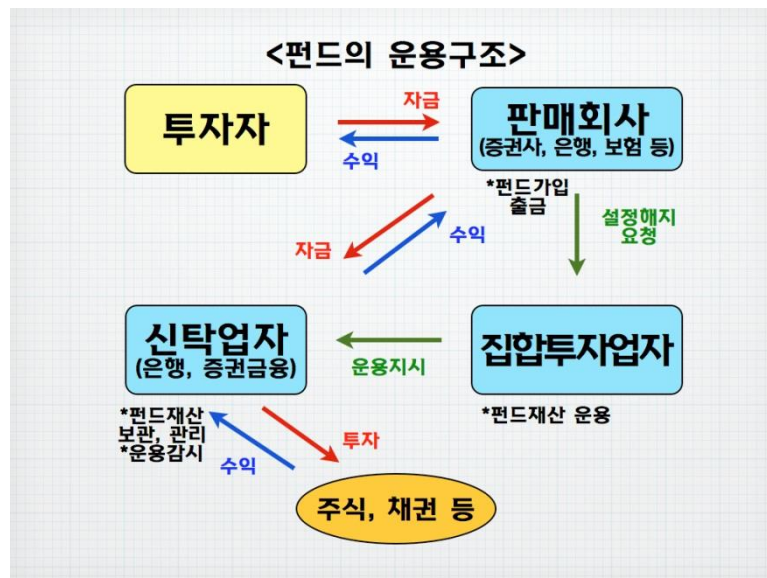 <펀드의 운용구조>
투자자
자금
수익
판매회사
(증권사, 은행, 보험 등)
*펀드가입
출금
설정해지
요청
자금
수익
신탁업자
(은행, 증권금융)
운용지시
집합투자업자
*펀드재산
보관, 관리
*운용감시
*펀드재산 운용
투자
수익
주식, 채권 등